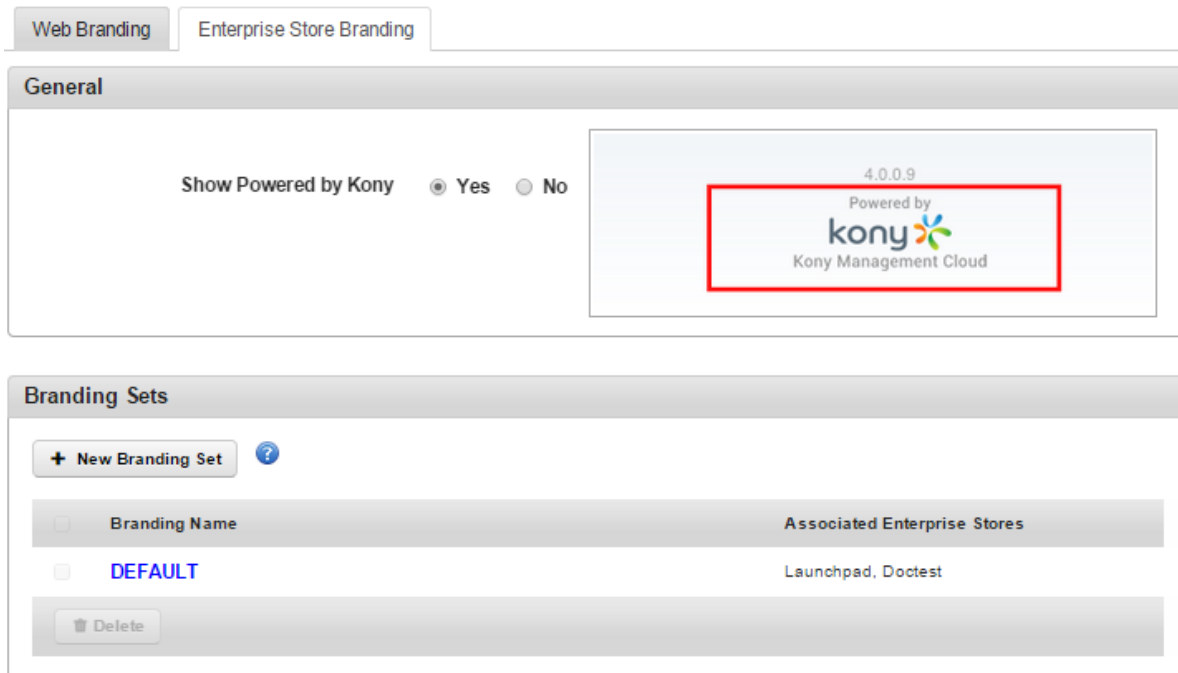 Web Branding Enterprise Store Branding
General
Show Powered by Kony Yes No
4.0.0.9
Powered by
kony
Kony Management Cloud
Branding Sets
+ New Branding Set ?
Branding Name Associated Enterprise Stores
DEFAULT Launchpad, Doctest
Delete